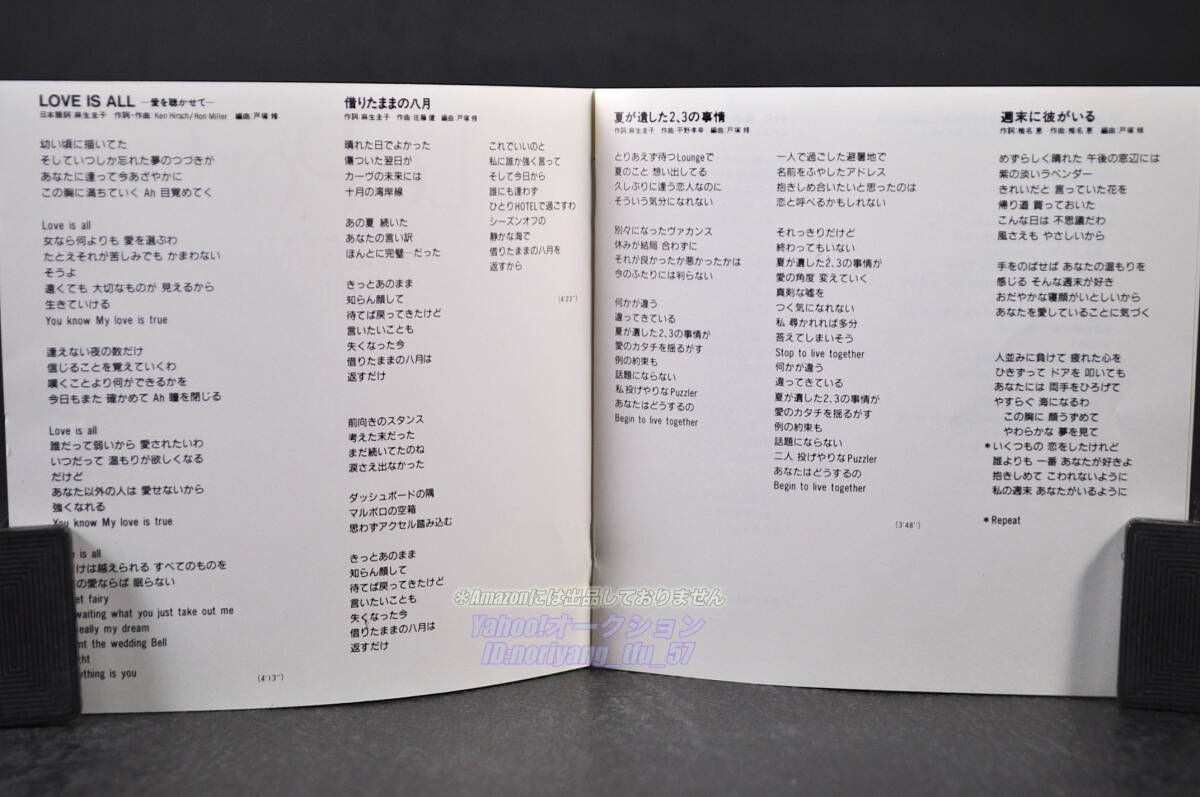 LOVE IS ALL —愛を聴かせて—
日本語詞:麻生圭子 作詞・作曲:Ken Hirsch/Ron Miller 編曲:戸塚 修
幼い頃に描いてた
そしていつしか忘れた夢のつづきが
あなたに逢って今あざやかに
この胸に満ちていく Ah 目覚めてく
Love is all
女なら何よりも 愛を選ぶわ
たとえそれが苦しみでも かまわない
そうよ
遠くても 大切なものが 見えるから
生きていける
You know My love is true
逢えない夜の数だけ
信じることを覚えていくわ
嘆くことより何ができるかを
今日もまた 確かめて Ah 瞳を閉じる
Love is all
誰だって弱いから 愛されたいわ
いつだって 温もりが欲しくなる
だけど
あなた以外の人は 愛せないから
強くなれる
You know My love is true
is all
けは越えられる すべてのものを
の愛ならば 眠らない
et fairy
waiting what you just take out me
eally my dream
nt the wedding Bell
ght
ything is you
(4'13")
借りたままの八月
作詞:麻生圭子 作曲:佐藤 健 編曲:戸塚 修
晴れた日でよかった
傷ついた翌日が
カーヴの未来には
十月の湾岸線
あの夏 続いた
あなたの言い訳
ほんとに完璧―だった
きっとあのまま
知らん顔して
待てば戻ってきたけど
言いたいことも
失くなった今
借りたままの八月は
返すだけ
前向きのスタンス
考えた末だった
まだ続いてたのね
涙さえ出なかった
ダッシュボードの隅
マルボロの空箱
思わずアクセル踏み込む
きっとあのまま
知らん顔して
待てば戻ってきたけど
言いたいことも
失くなった今
借りたままの八月は
返すだけ
これでいいのと
私に誰か強く言って
そして今日から
誰にも逢わず
ひとりHOTELで過ごすわ
シーズンオフの
静かな海で
借りたままの八月を
返すから
(4'23")
夏が遺した2,3の事情
作詞:麻生圭子 作曲:平野孝幸 編曲:戸塚 修
とりあえず待つLoungeで
夏のこと 想い出してる
久しぶりに逢う恋人なのに
そういう気分になれない
別々になったヴァカンス
休みが結局 合わずに
それが良かったか悪かったかは
今のふたりには判らない
何かが違う
違ってきている
夏が遺した2,3の事情が
愛のカタチを揺るがす
例の約束も
話題にならない
私 投げやりなPuzzler
あなたはどうするの
Begin to live together
一人で過ごした避暑地で
名前をふやしたアドレス
抱きしめ合いたいと思ったのは
恋と呼べるかもしれない
それっきりだけど
終わってもいない
夏が遺した2,3の事情が
愛の角度 変えていく
真剣な嘘を
つく気になれない
私 尋かれれば多分
答えてしまいそう
Stop to live together
何かが違う
違ってきている
夏が遺した2,3の事情が
愛のカタチを揺るがす
例の約束も
話題にならない
二人 投げやりなPuzzler
あなたはどうするの
Begin to live together
(3'48")
週末に彼がいる
作詞:椎名 恵 作曲:椎名 恵 編曲:戸塚 修
めずらしく晴れた 午後の窓辺には
紫の淡いラベンダー
きれいだと 言っていた花を
帰り道 買っておいた
こんな日は 不思議だわ
風さえも やさしいから
手をのばせば あなたの温もりを
感じる そんな週末が好き
おだやかな寝顔がいとしいから
あなたを愛していることに気づく
人並みに負けて 疲れた心を
ひきずって ドアを 叩いても
あなたには 両手をひろげて
やすらぐ 海になるわ
この胸に 顔うずめて
やわらかな 夢を見て
*いくつもの 恋をしたけれど
誰よりも 一番 あなたが好きよ
抱きしめて こわれないように
私の週末 あなたがいるように
*Repeat
※Amazonには出品しておりません
Yahoo!オークション
ID:noriyang_tfu_57